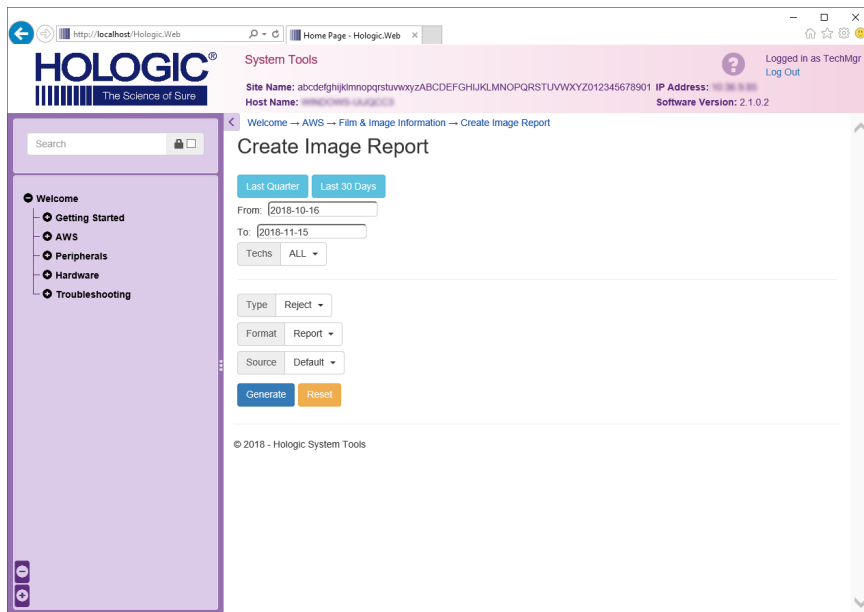 http://localhost/Hologic.Web
Home Page - Hologic.Web
HOLOGIC®
The Science of Sure
System Tools
Logged in as TechMgr
Log Out
Site Name: abcdefghijklmnopqrstuvwxyzABCDEFGHIJKLMNOPQRSTUVWXYZ012345678901 IP Address:
Host Name:
Software Version: 2.1.0.2
Search
Welcome
Getting Started
AWS
Peripherals
Hardware
Troubleshooting
Welcome → AWS → Film & Image Information → Create Image Report
Create Image Report
Last Quarter Last 30 Days
From: 2018-10-16
To: 2018-11-15
Techs ALL
Type Reject
Format Report
Source Default
Generate Reset
© 2018 - Hologic System Tools